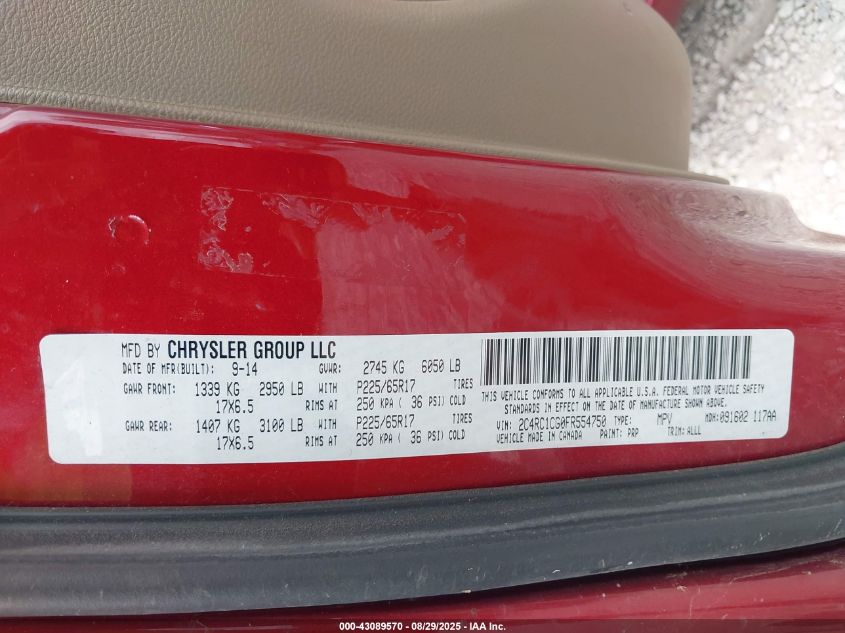 MFD BY CHRYSLER GROUP LLC
DATE OF MFR(BUILT): 9-14 GVWR: 2745 KG 6050 LB
GAWR FRONT: 1339 KG 2950 LB WITH P225/65R17 TIRES
17X6.5 RIMS AT 250 KPA ( 36 PSI) COLD
GAWR REAR: 1407 KG 3100 LB WITH P225/65R17 TIRES
17X6.5 RIMS AT 250 KPA ( 36 PSI) COLD
THIS VEHICLE CONFORMS TO ALL APPLICABLE U.S.A. FEDERAL MOTOR VEHICLE SAFETY
STANDARDS IN EFFECT ON THE DATE OF MANUFACTURE SHOWN ABOVE.
VIN: 2C4RC1CG0FR554750 TYPE: MPV MDH: 091602 117AA
VEHICLE MADE IN CANADA PAINT: PRP TRIM: ALLL
000-43089570 - 08/29/2025 - IAA Inc.